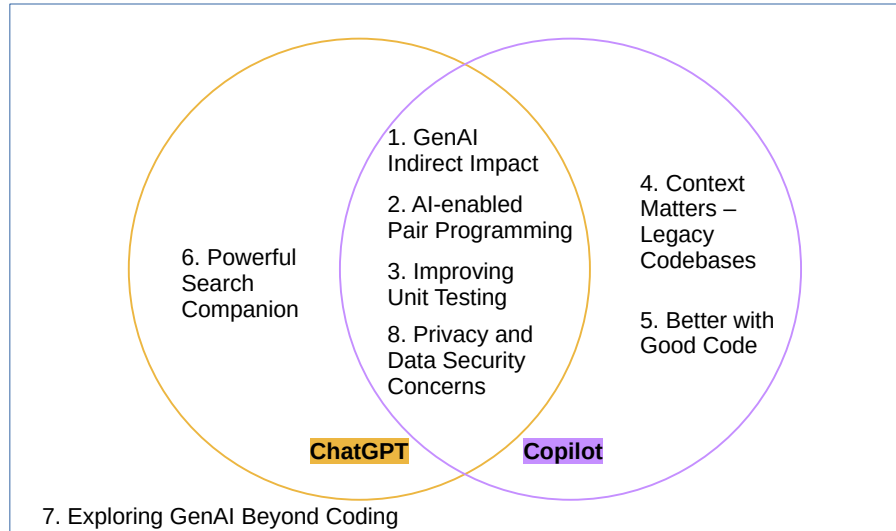 1. GenAI
Indirect Impact
2. AI-enabled
Pair Programming
3. Improving
Unit Testing
8. Privacy and
Data Security
Concerns
4. Context
Matters –
Legacy
Codebases
5. Better with
Good Code
6. Powerful
Search
Companion
ChatGPT
Copilot
7. Exploring GenAI Beyond Coding